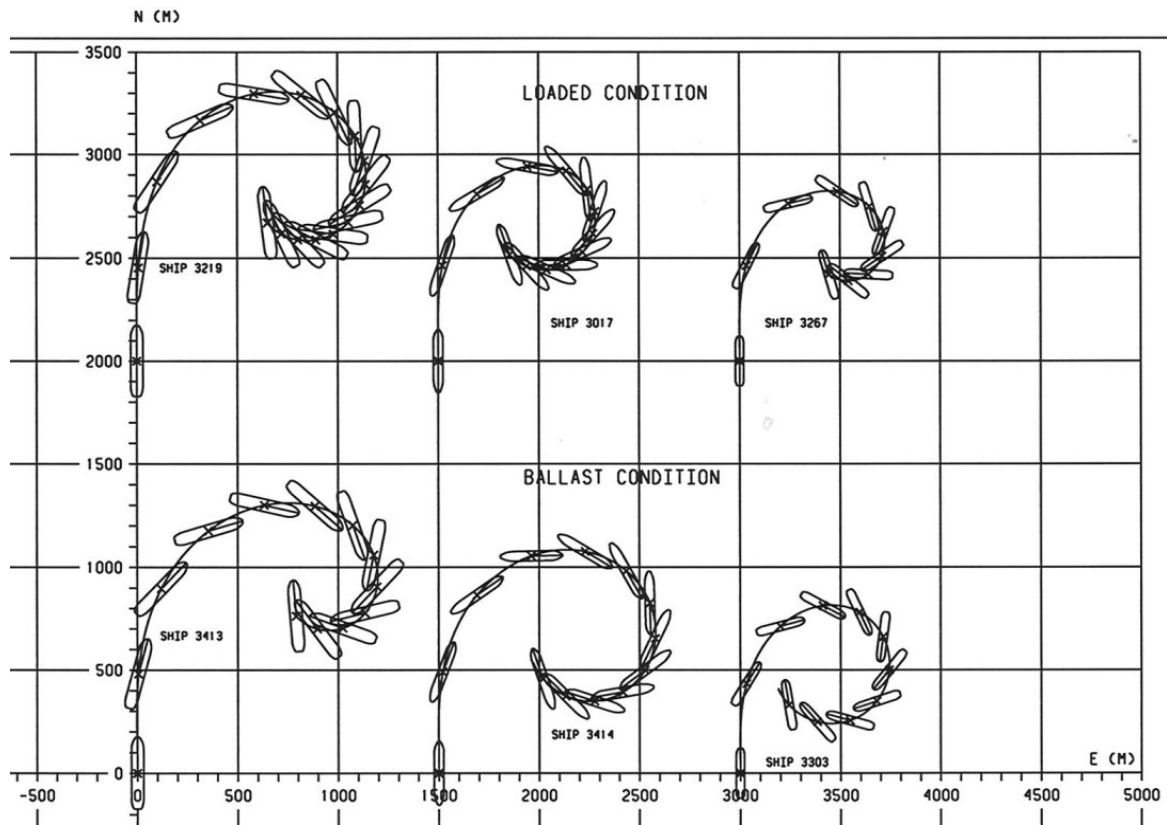 N (M)
3500
LOADED CONDITION
3000
2500
SHIP 3219
SHIP 3017
SHIP 3267
2000
1500
BALLAST CONDITION
1000
SHIP 3413
500
SHIP 3414
SHIP 3303
E (M)
0
-500 0 500 1000 1500 2000 2500 3000 3500 4000 4500 5000